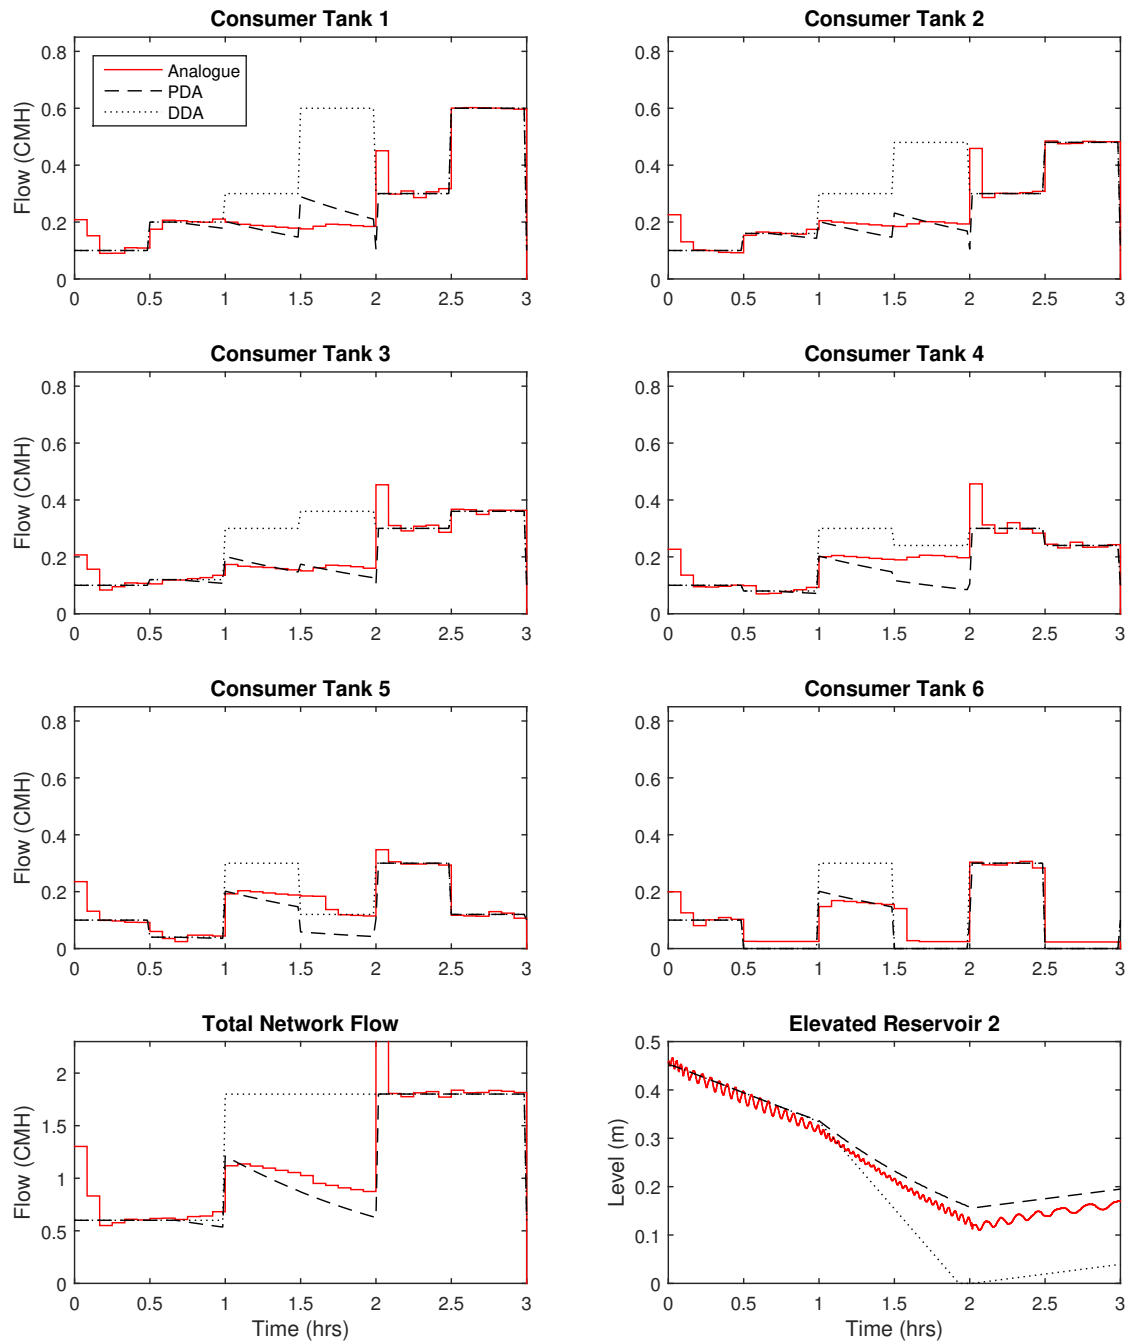 Consumer Tank 1
Flow (CMH)
0.8
0.6
0.4
0.2
0
Analogue
PDA
DDA
0 0.5 1 1.5 2 2.5 3
Consumer Tank 2
0.8
0.6
0.4
0.2
0
0 0.5 1 1.5 2 2.5 3
Consumer Tank 3
Flow (CMH)
0.8
0.6
0.4
0.2
0
0 0.5 1 1.5 2 2.5 3
Consumer Tank 4
0.8
0.6
0.4
0.2
0
0 0.5 1 1.5 2 2.5 3
Consumer Tank 5
Flow (CMH)
0.8
0.6
0.4
0.2
0
0 0.5 1 1.5 2 2.5 3
Consumer Tank 6
0.8
0.6
0.4
0.2
0
0 0.5 1 1.5 2 2.5 3
Total Network Flow
Flow (CMH)
2
1.5
1
0.5
0
0 0.5 1 1.5 2 2.5 3
Time (hrs)
Elevated Reservoir 2
Level (m)
0.5
0.4
0.3
0.2
0.1
0
0 0.5 1 1.5 2 2.5 3
Time (hrs)